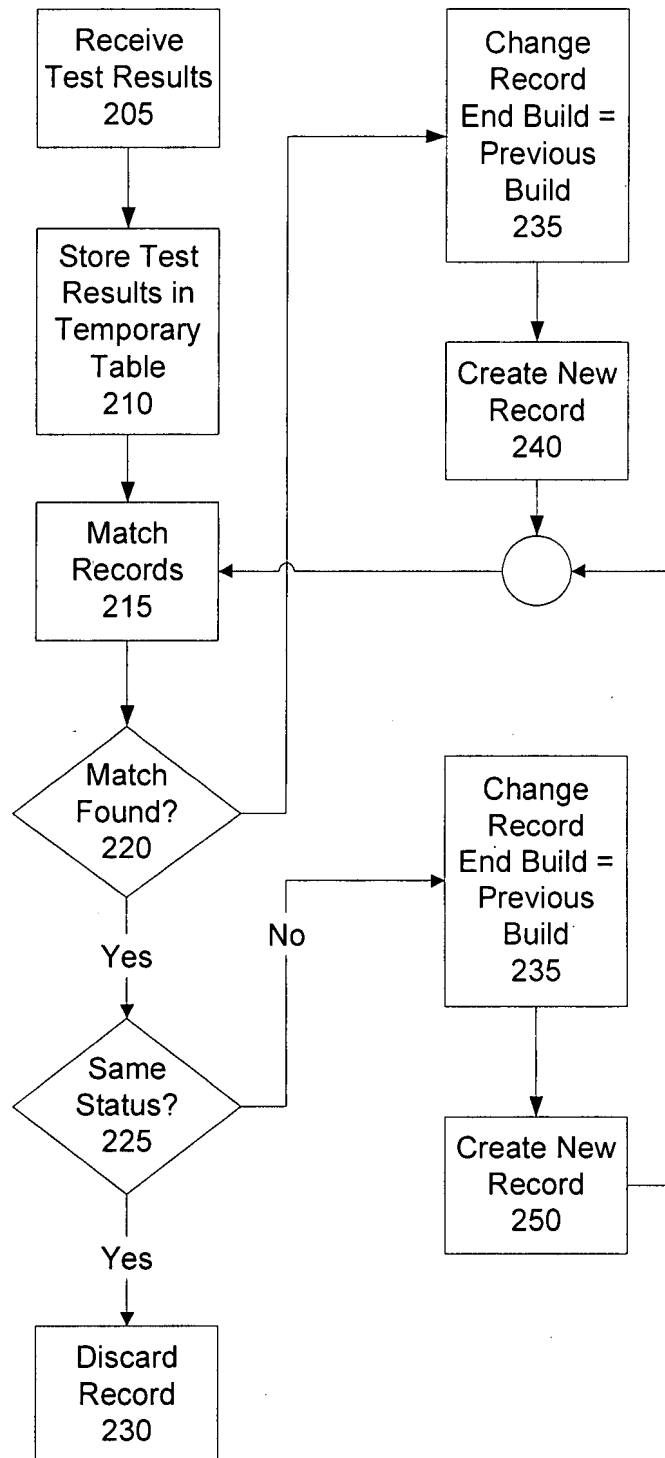 Receive
Test Results
205
Store Test
Results in
Temporary
Table
210
Match
Records
215
Match
Found?
220
Yes
Same
Status?
225
Yes
Discard
Record
230
No
Change
Record
End Build =
Previous
Build
235
Create New
Record
240
Change
Record
End Build =
Previous
Build
235
Create New
Record
250